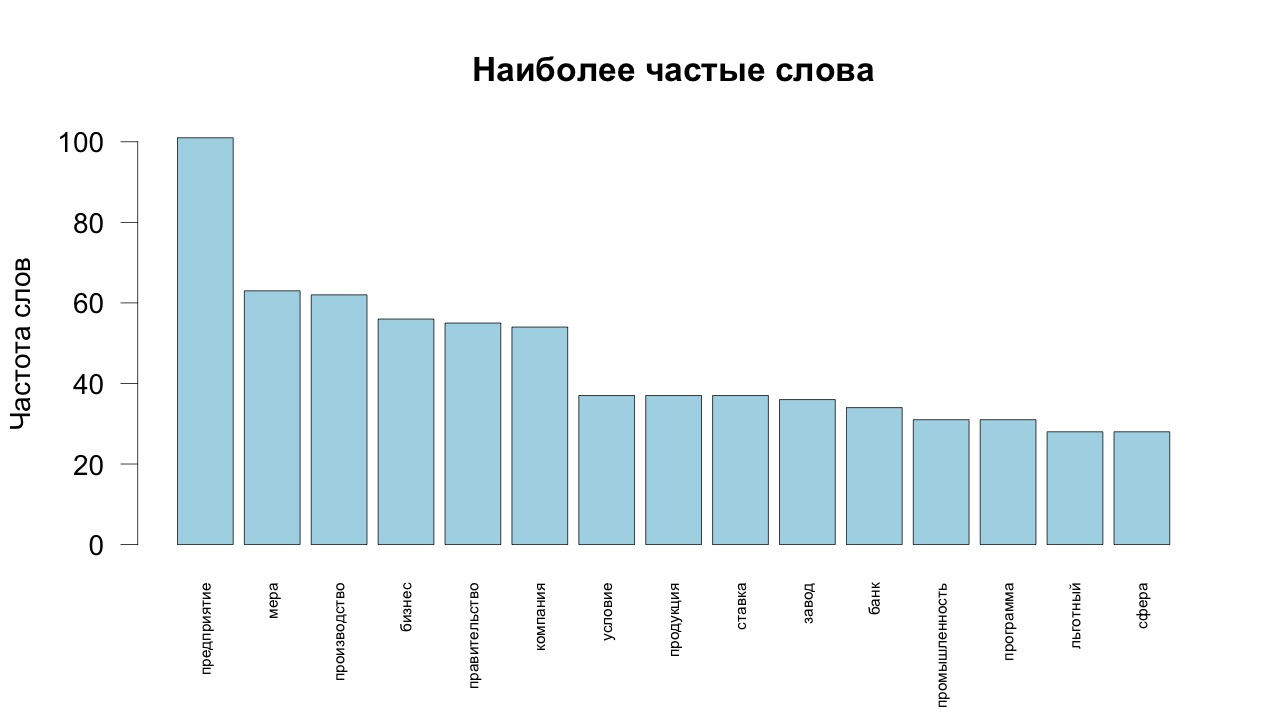 Наиболее частые слова
Частота слов
100
80
60
40
20
0
предприятие
мера
производство
бизнес
правительство
компания
условие
продукция
ставка
завод
банк
промышленность
программа
льготный
сфера